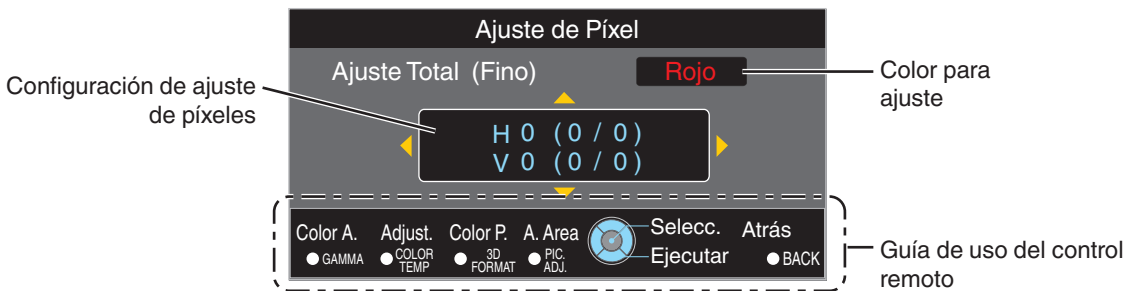 Ajuste de Píxel
Ajuste Total (Fino) Rojo
Configuración de ajuste
de píxeles
Color para
ajuste
H 0 (0 / 0)
V 0 (0 / 0)
Color A. Adjust. Color P. A. Area Selecc. Atrás
GAMMA COLOR TEMP 3D FORMAT PIC. ADJ. Ejecutar BACK
Guía de uso del control
remoto